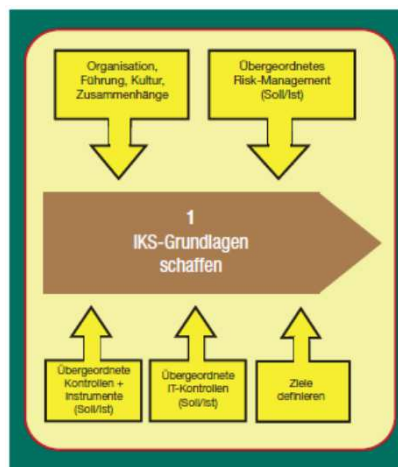 Organisation,
Führung, Kultur,
Zusammenhänge
Übergeordnetes
Risk-Management
(Soll/Ist)
1
IKS-Grundlagen
schaffen
Übergeordnete
Kontrollen +
Instrumente
(Soll/Ist)
Übergeordnete
IT-Kontrollen
(Soll/Ist)
Ziele
definieren